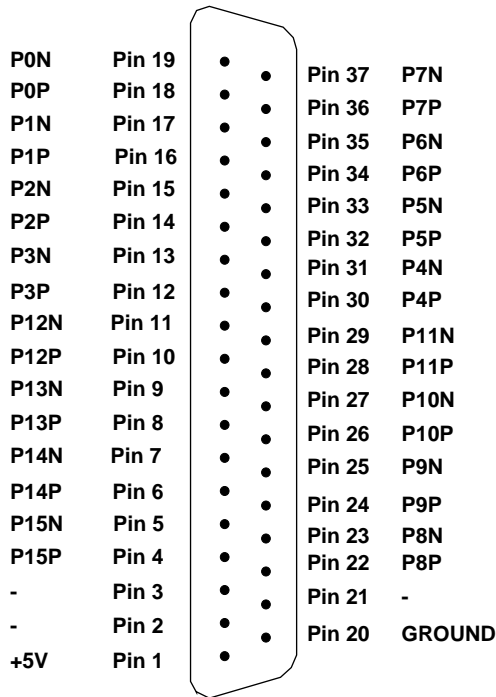 P0N Pin 19
P0P Pin 18
P1N Pin 17
P1P Pin 16
P2N Pin 15
P2P Pin 14
P3N Pin 13
P3P Pin 12
P12N Pin 11
P12P Pin 10
P13N Pin 9
P13P Pin 8
P14N Pin 7
P14P Pin 6
P15N Pin 5
P15P Pin 4
- Pin 3
- Pin 2
+5V Pin 1
Pin 37 P7N
Pin 36 P7P
Pin 35 P6N
Pin 34 P6P
Pin 33 P5N
Pin 32 P5P
Pin 31 P4N
Pin 30 P4P
Pin 29 P11N
Pin 28 P11P
Pin 27 P10N
Pin 26 P10P
Pin 25 P9N
Pin 24 P9P
Pin 23 P8N
Pin 22 P8P
Pin 21 -
Pin 20 GROUND